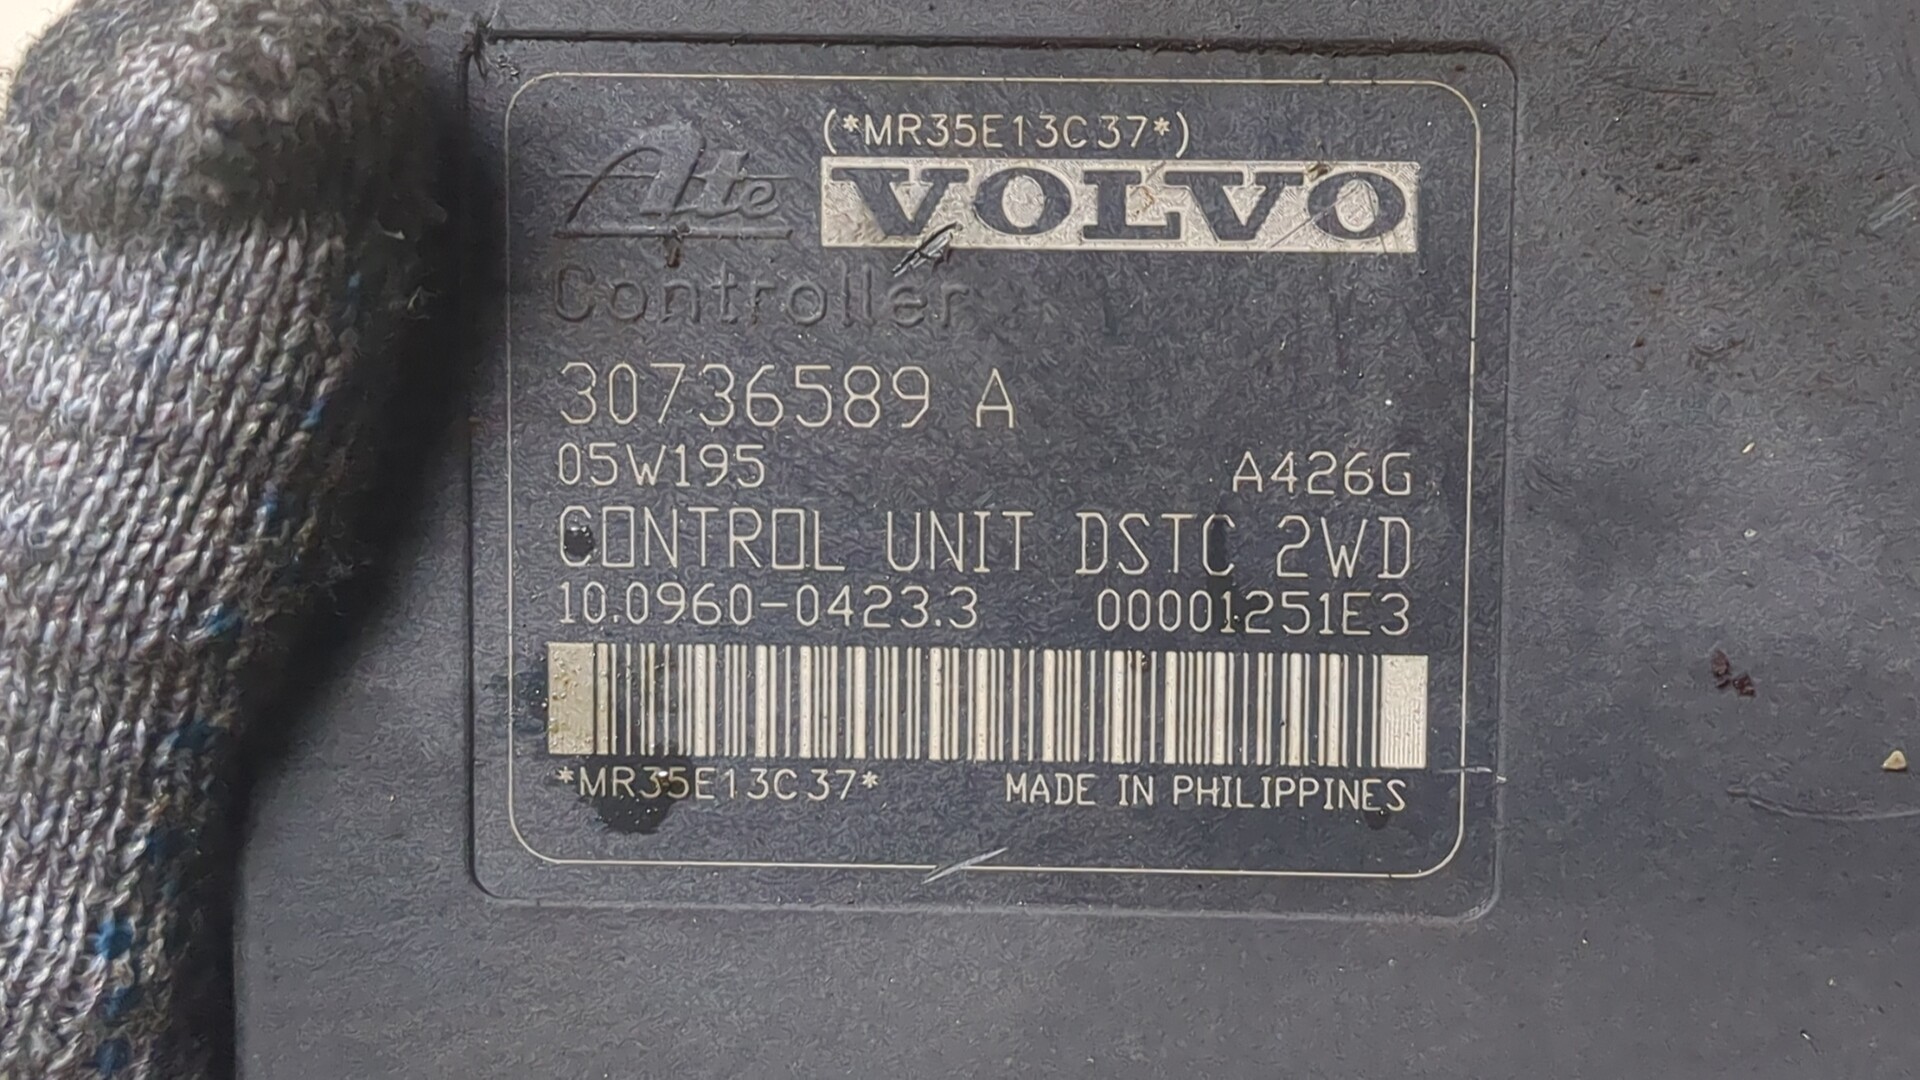 (*MR35E13C37*)
Ate VOLVO
Controller
30736589 A
05W195 A426G
CONTROL UNIT DSTC 2WD
10.0960-0423.3 00001251E3
*MR35E13C37* MADE IN PHILIPPINES